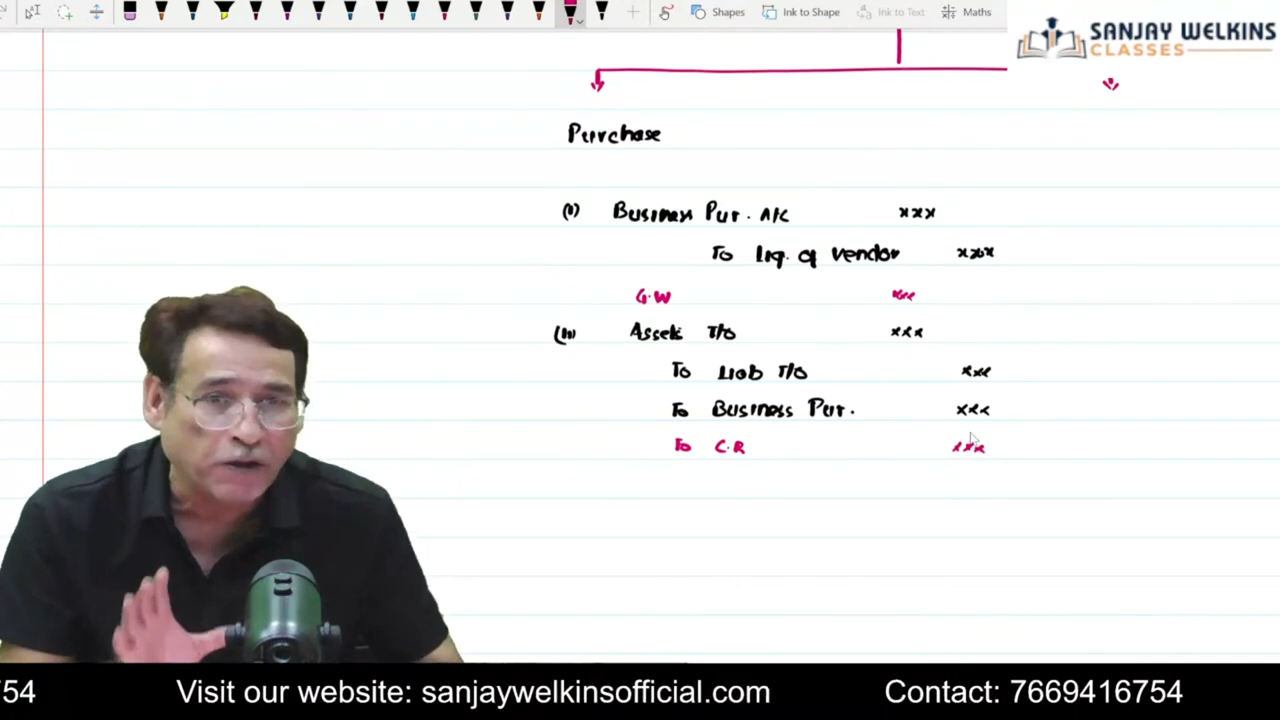 Shapes Ink to Shape Ink to Text Maths
SANJAY WELKINS
CLASSES
Purchase
(i) Business Pur. A/C xxx
To Liq. of vendor xxx
G.W xxx
(ii) Assets T/o xxx
To Liab T/o xxx
To Business Pur. xxx
To C.R xxx
54 Visit our website: sanjaywelkinsofficial.com Contact: 7669416754